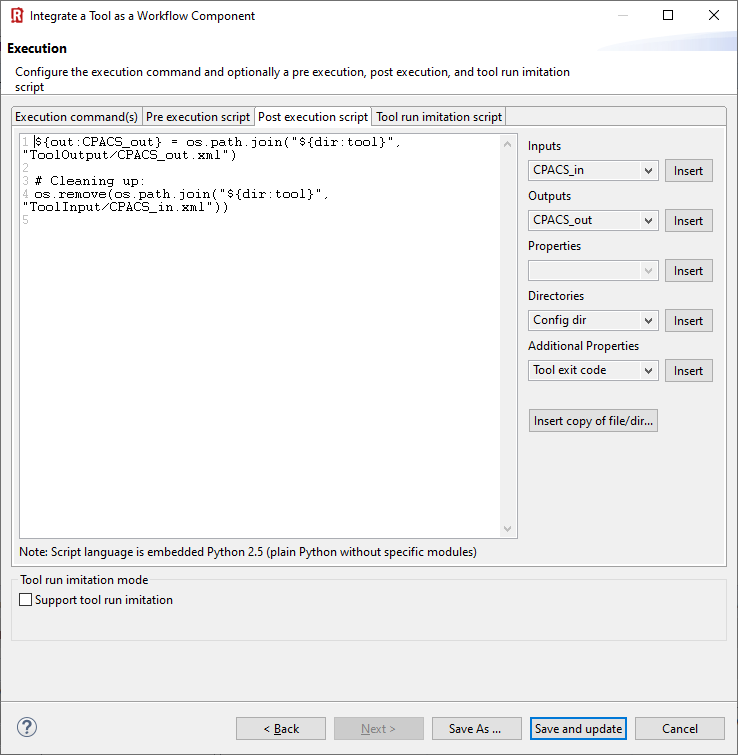 R Integrate a Tool as a Workflow Component
Execution
Configure the execution command and optionally a pre execution, post execution, and tool run imitation
script
Execution command(s) Pre execution script Post execution script Tool run imitation script
1 ${out:CPACS_out} = os.path.join("${dir:tool}",
"ToolOutput/CPACS_out.xml")
2
3 # Cleaning up:
4 os.remove(os.path.join("${dir:tool}",
"ToolInput/CPACS_in.xml"))
5
Inputs
CPACS_in Insert
Outputs
CPACS_out Insert
Properties
Insert
Directories
Config dir Insert
Additional Properties
Tool exit code Insert
Insert copy of file/dir...
Note: Script language is embedded Python 2.5 (plain Python without specific modules)
Tool run imitation mode
Support tool run imitation
? < Back Next > Save As ... Save and update Cancel